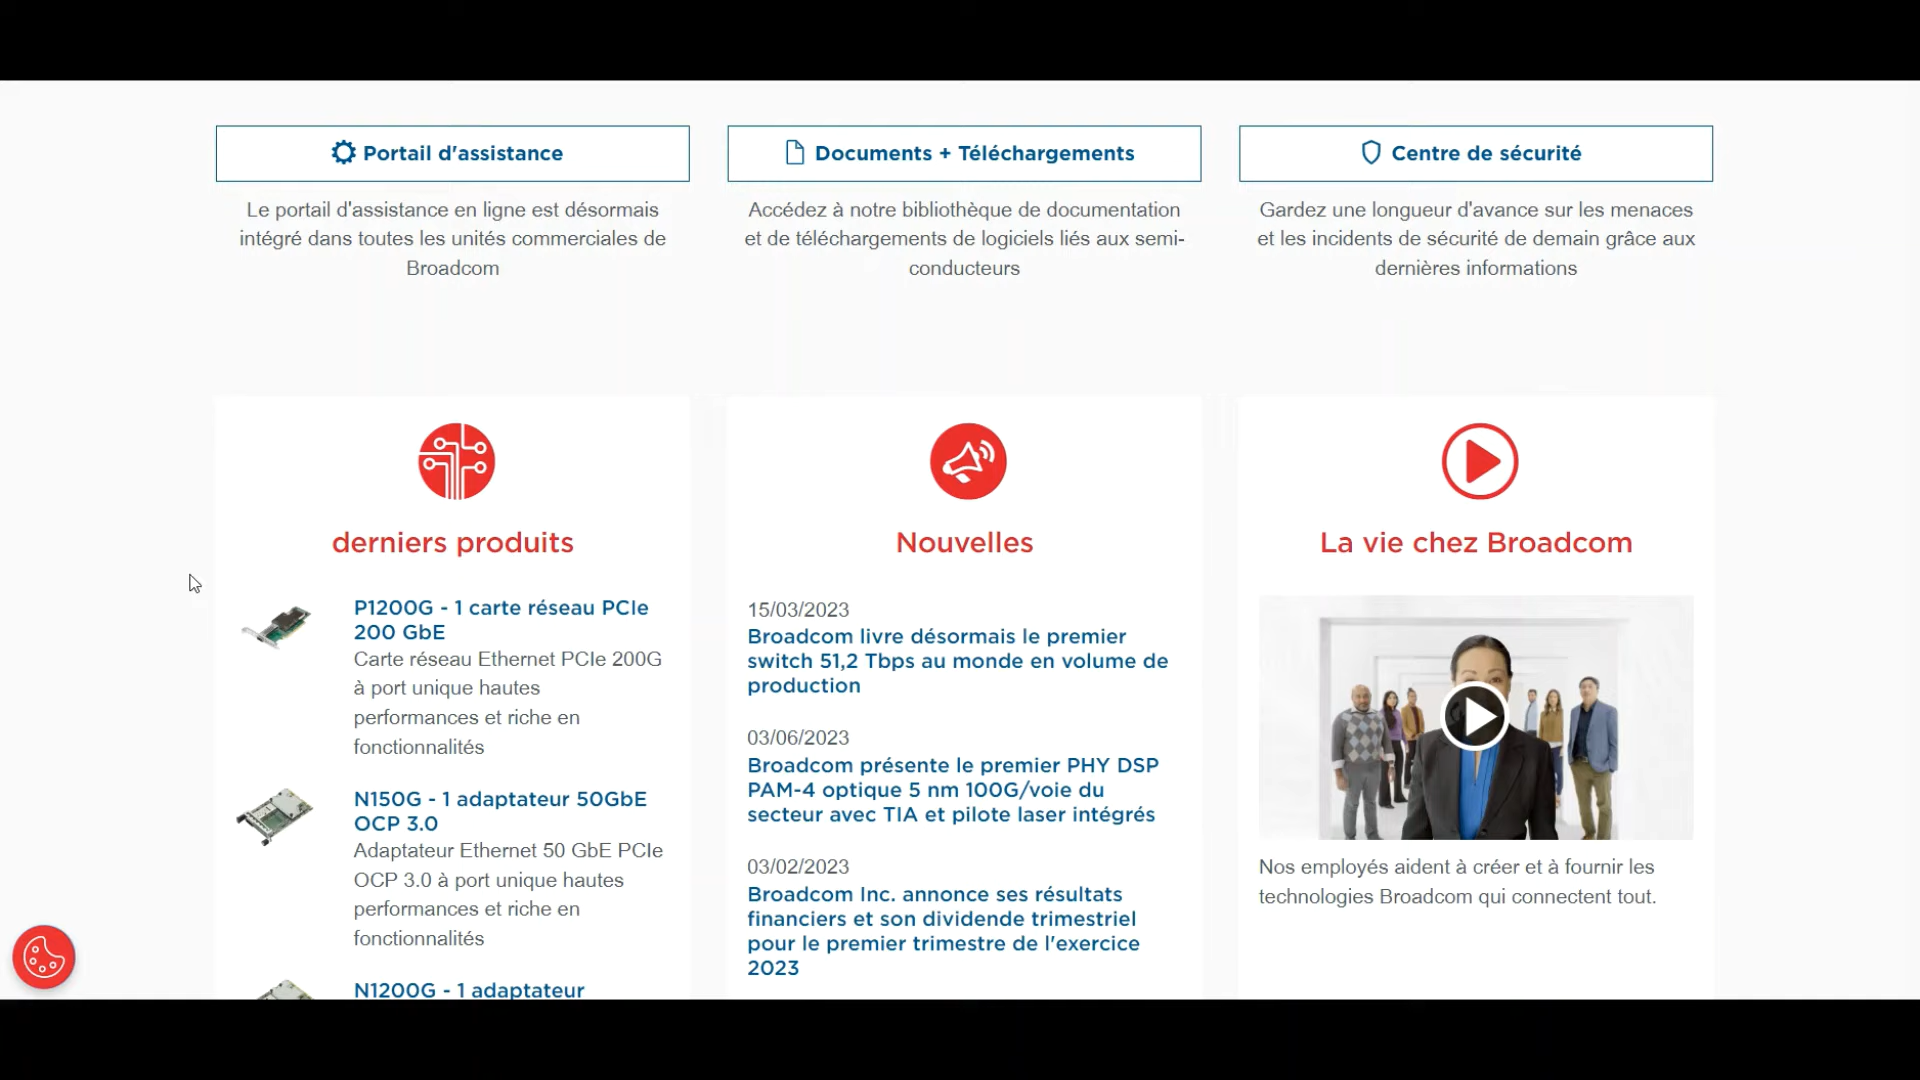 Portail d'assistance
Le portail d'assistance en ligne est désormais
intégré dans toutes les unités commerciales de
Broadcom
Documents + Téléchargements
Accédez à notre bibliothèque de documentation
et de téléchargements de logiciels liés aux semi-
conducteurs
Centre de sécurité
Gardez une longueur d'avance sur les menaces
et les incidents de sécurité de demain grâce aux
dernières informations
derniers produits
P1200G - 1 carte réseau PCIe
200 GbE
Carte réseau Ethernet PCIe 200G
à port unique hautes
performances et riche en
fonctionnalités
N150G - 1 adaptateur 50GbE
OCP 3.0
Adaptateur Ethernet 50 GbE PCIe
OCP 3.0 à port unique hautes
performances et riche en
fonctionnalités
N1200G - 1 adaptateur
Nouvelles
15/03/2023
Broadcom livre désormais le premier
switch 51,2 Tbps au monde en volume de
production
03/06/2023
Broadcom présente le premier PHY DSP
PAM-4 optique 5 nm 100G/voie du
secteur avec TIA et pilote laser intégrés
03/02/2023
Broadcom Inc. annonce ses résultats
financiers et son dividende trimestriel
pour le premier trimestre de l'exercice
2023
La vie chez Broadcom
Nos employés aident à créer et à fournir les
technologies Broadcom qui connectent tout.